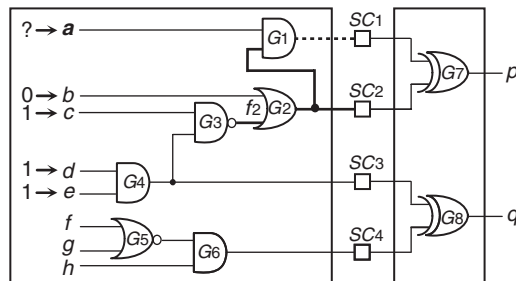 ? → a
G1
SC1
G7
p
0 → b
1 → c
G3
f2
G2
SC2
1 → d
1 → e
G4
SC3
G8
q
f
g
h
G5
G6
SC4